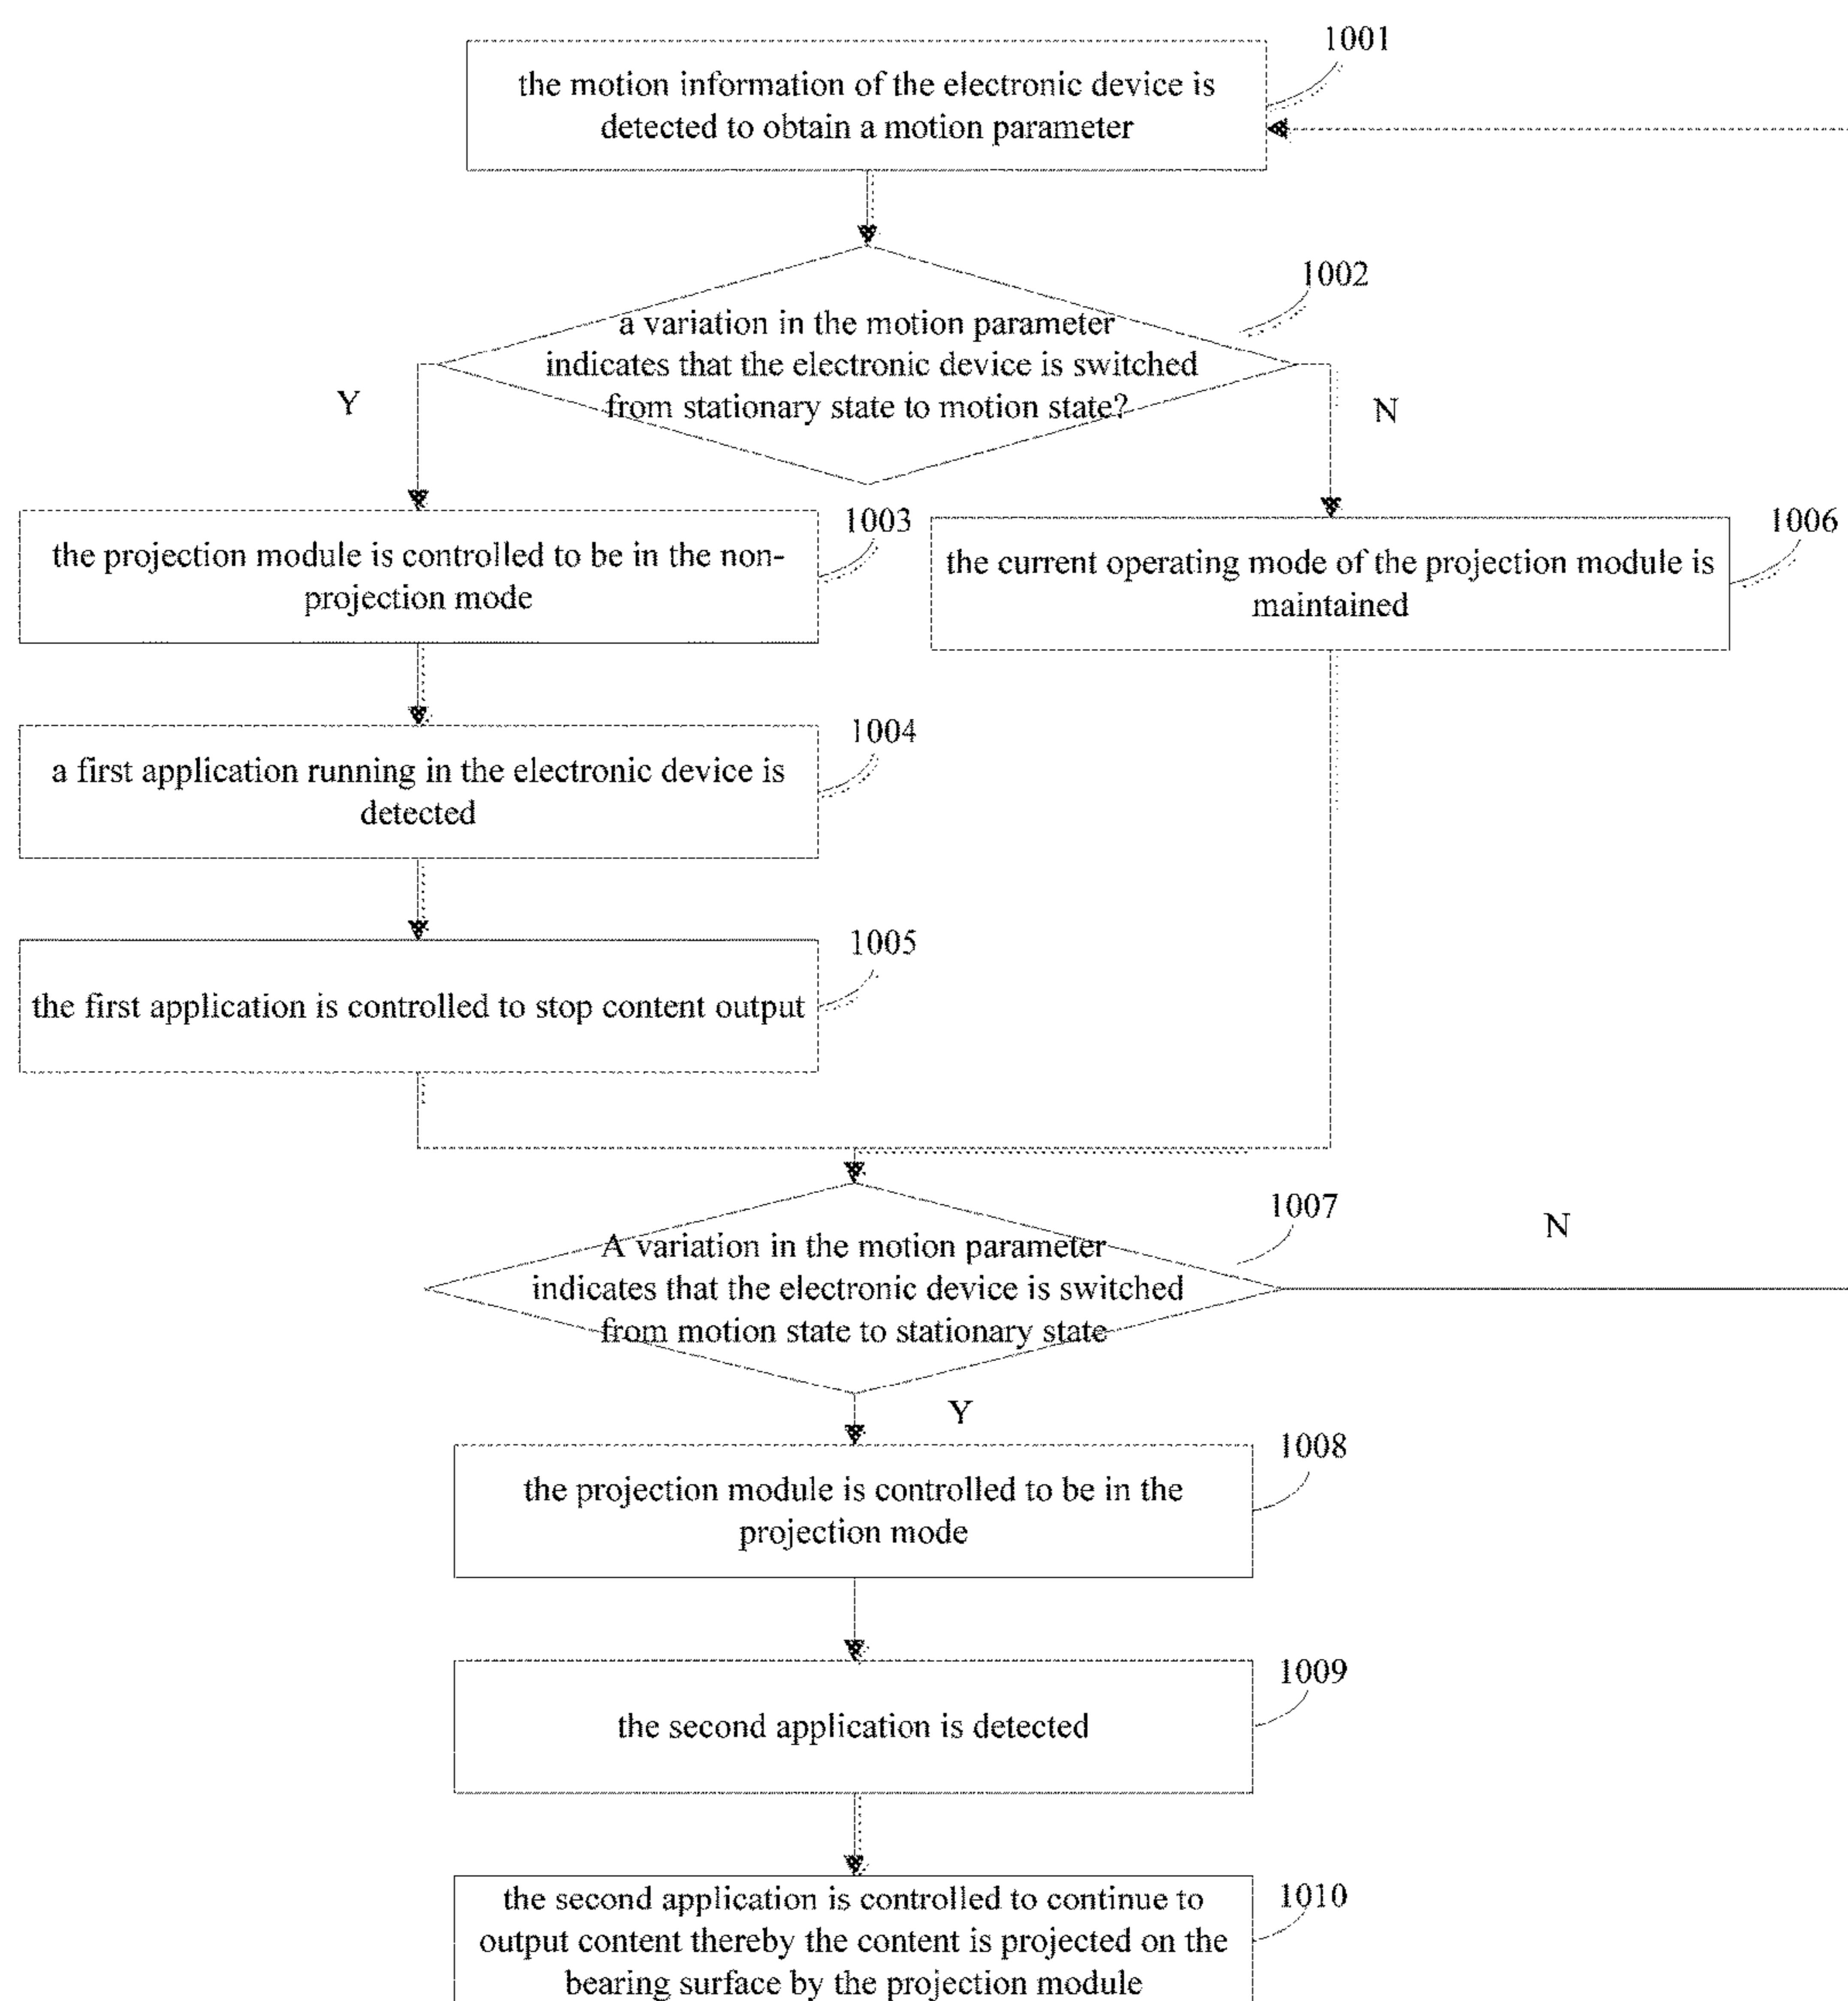 1001
the motion information of the electronic device is
detected to obtain a motion parameter
1002
a variation in the motion parameter
indicates that the electronic device is switched
from stationary state to motion state?
Y
N
1003
the projection module is controlled to be in the non-
projection mode
1006
the current operating mode of the projection module is
maintained
1004
a first application running in the electronic device is
detected
1005
the first application is controlled to stop content output
1007
A variation in the motion parameter
indicates that the electronic device is switched
from motion state to stationary state
N
Y
1008
the projection module is controlled to be in the
projection mode
1009
the second application is detected
1010
the second application is controlled to continue to
output content thereby the content is projected on the
bearing surface by the projection module